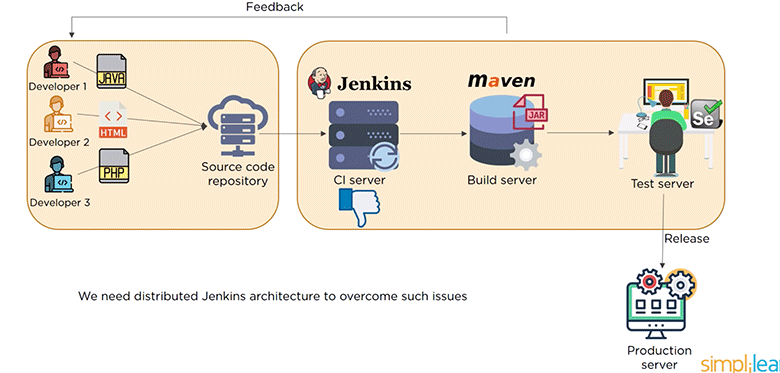 Feedback
Developer 1
JAVA
Developer 2
HTML
Developer 3
PHP
Source code
repository
Jenkins
CI server
maven
JAR
Build server
Se
Test server
Release
Production
server
We need distributed Jenkins architecture to overcome such issues
simplilea